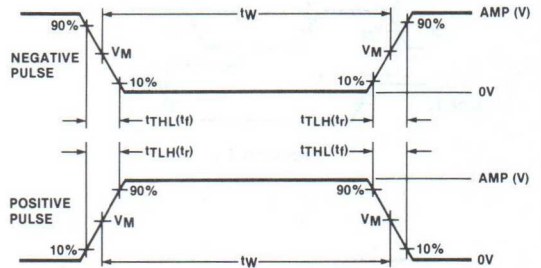 tW
90%
90%
AMP (V)
NEGATIVE
PULSE
VM
VM
10%
10%
0V
tTHL(tf)
tTLH(tr)
tTLH(tr)
tTHL(tf)
POSITIVE
PULSE
90%
90%
AMP (V)
VM
VM
10%
10%
tW
0V